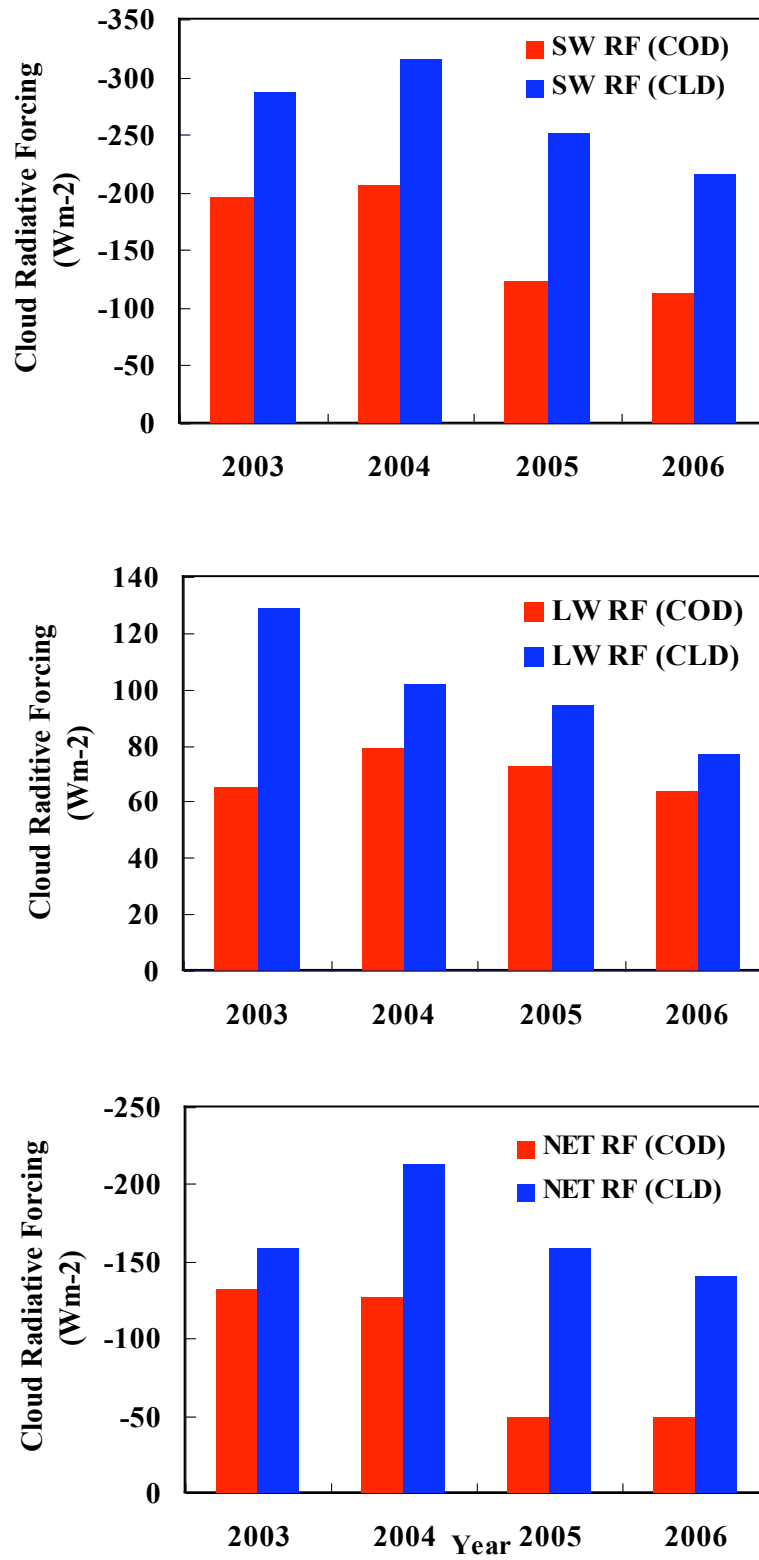 Cloud Radiative Forcing
(Wm-2)
-350
-300
-250
-200
-150
-100
-50
0
SW RF (COD)
SW RF (CLD)
2003 2004 2005 2006
Cloud Raditive Forcing
(Wm-2)
140
120
100
80
60
40
20
0
LW RF (COD)
LW RF (CLD)
2003 2004 2005 2006
Cloud Radiative Forcing
(Wm-2)
-250
-200
-150
-100
-50
0
NET RF (COD)
NET RF (CLD)
2003 2004 2005 2006
Year